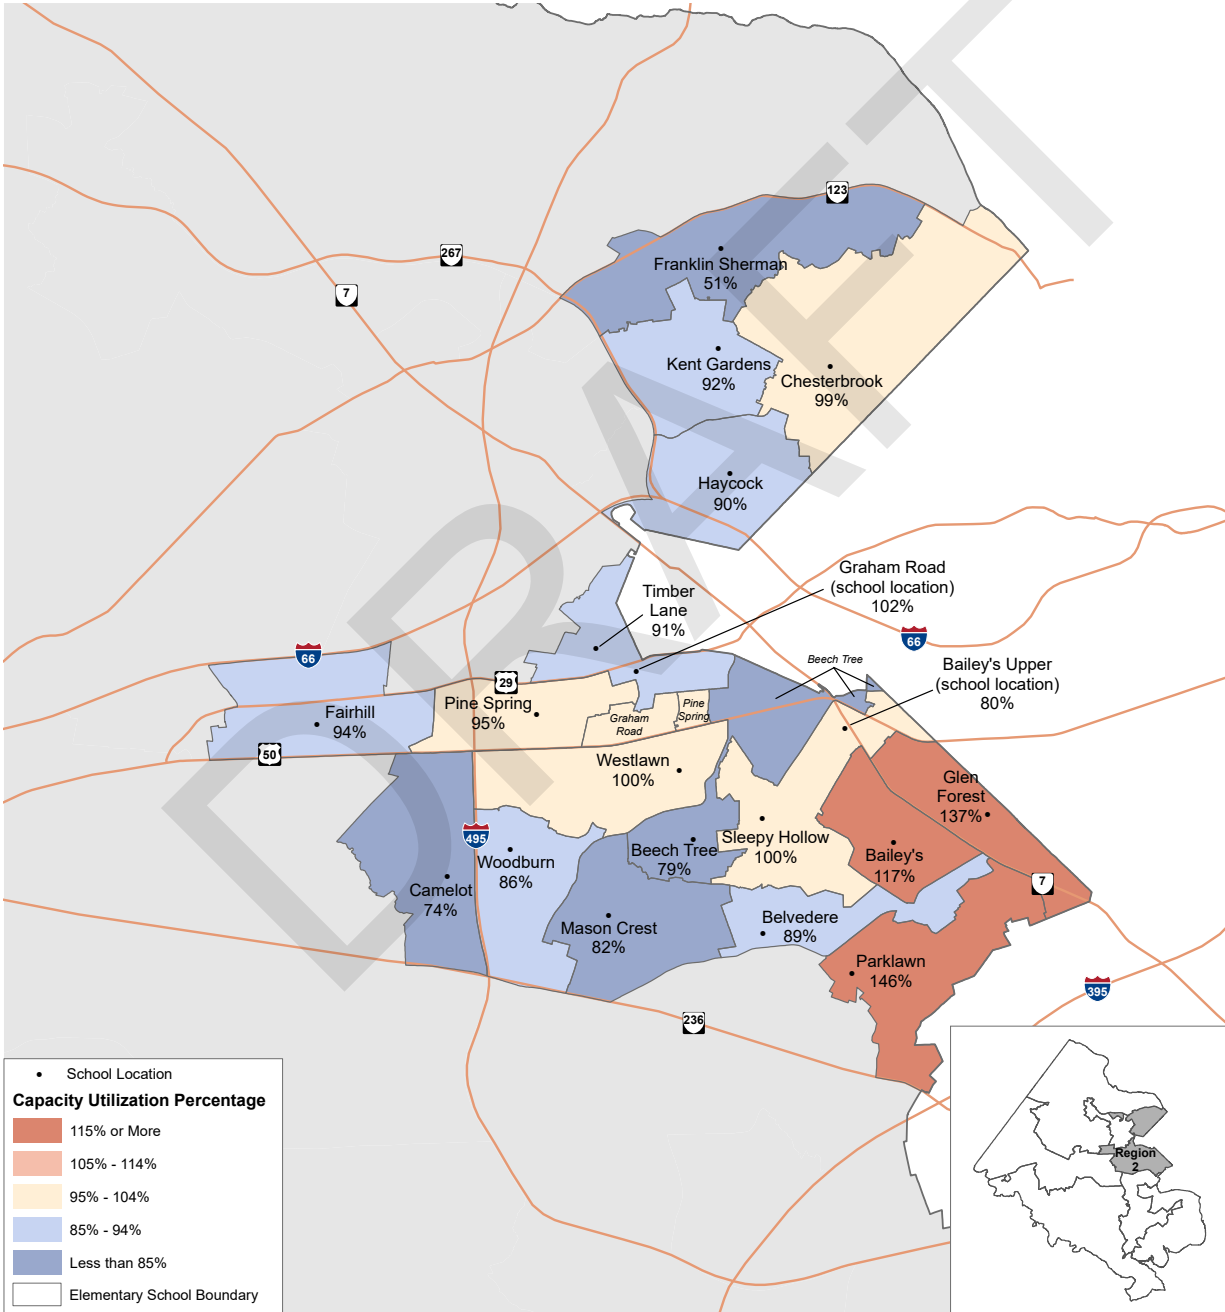 DRAFT
123
267
7
Franklin Sherman
51%
Kent Gardens
92%
Chesterbrook
99%
Haycock
90%
Graham Road
(school location)
102%
Timber
Lane
91%
66
66
Beech Tree
Bailey's Upper
(school location)
80%
29
Pine Spring
95%
Pine
Spring
Graham
Road
Fairhill
94%
50
Westlawn
100%
Glen
Forest
137%
495
Woodburn
86%
Beech Tree
79%
Sleepy Hollow
100%
Bailey's
117%
Camelot
74%
7
Mason Crest
82%
Belvedere
89%
Parklawn
146%
395
236
School Location
Capacity Utilization Percentage
115% or More
105% - 114%
95% - 104%
85% - 94%
Less than 85%
Elementary School Boundary
Region
2